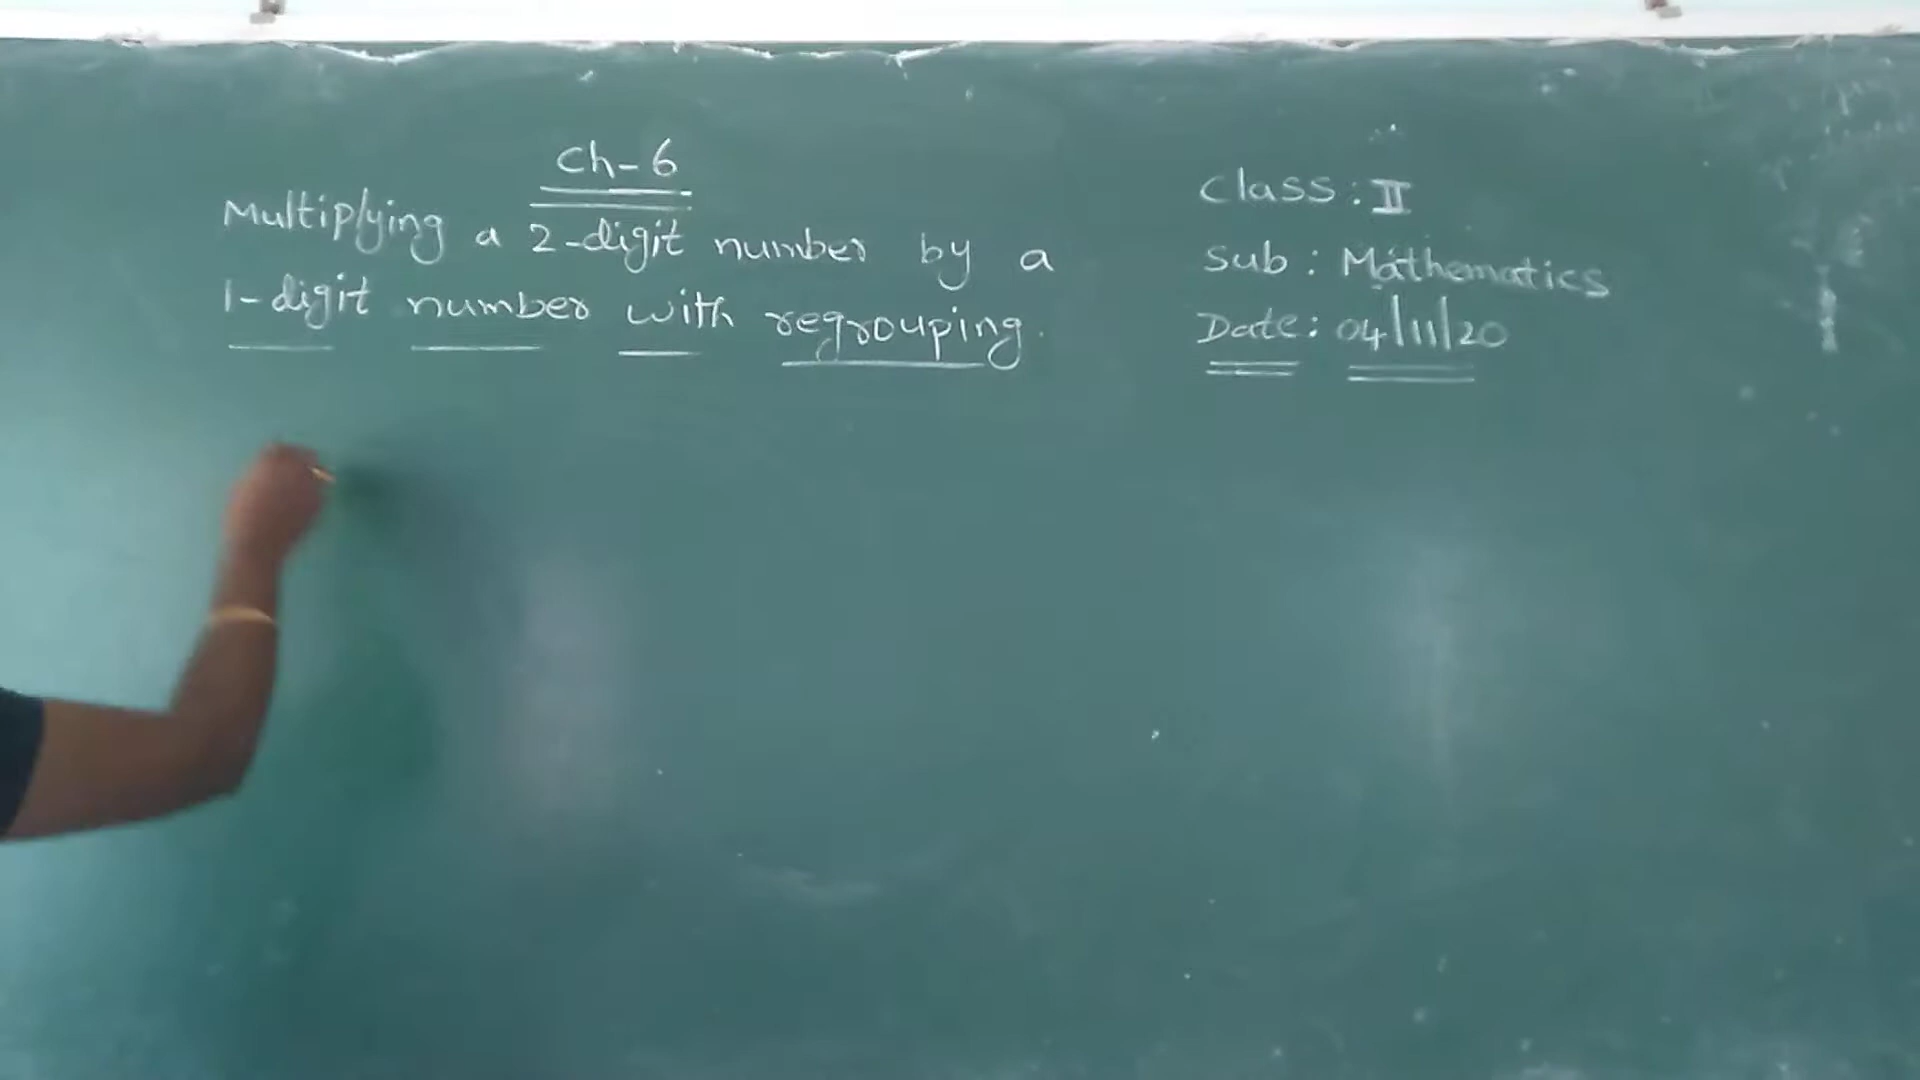 Ch-6
Multiplying a 2-digit number by a
1-digit number with regrouping.
Class: II
Sub: Mathematics
Date: 04/11/20